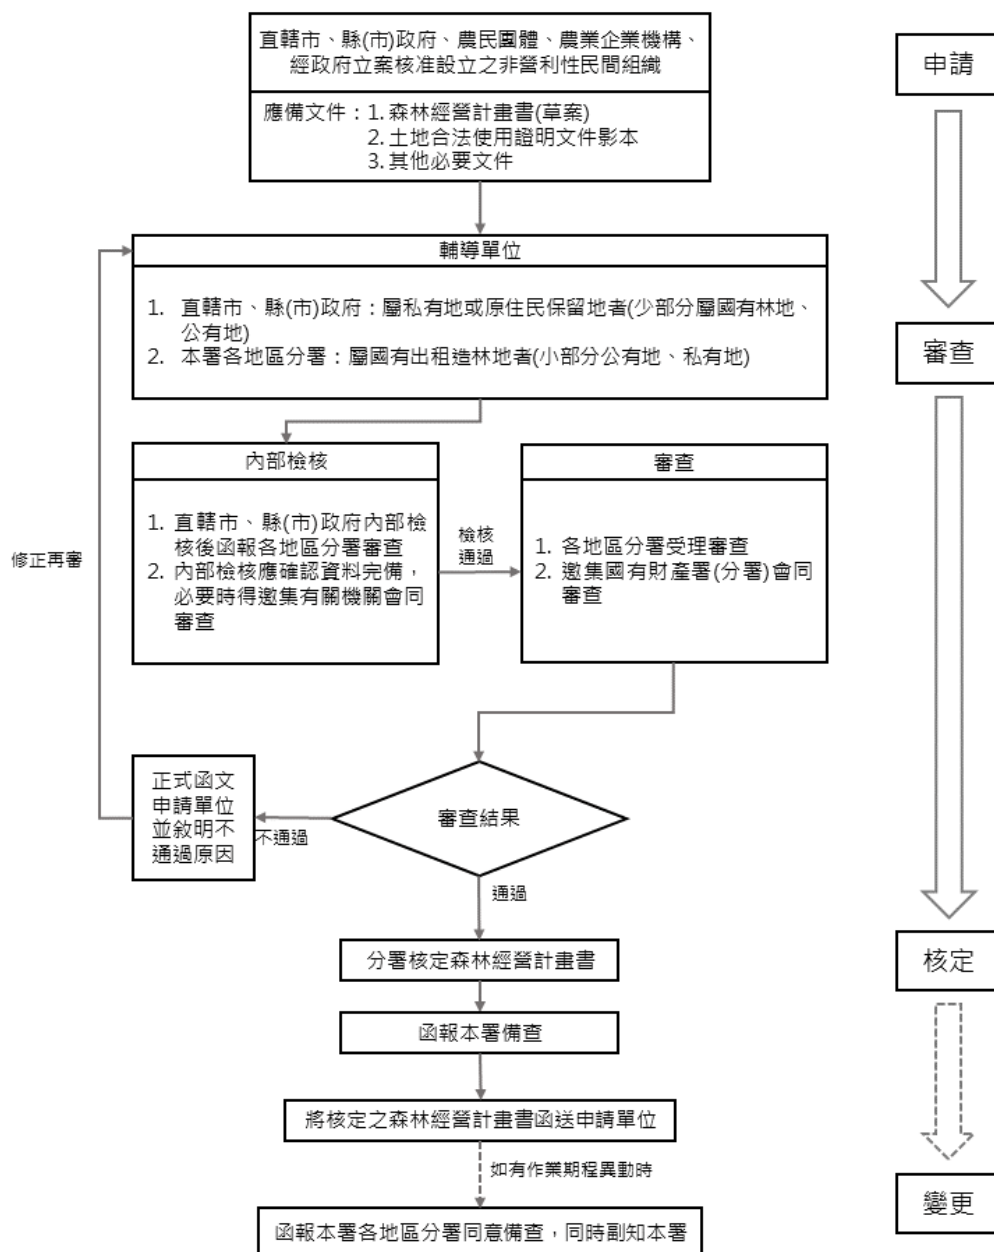 直轄市、縣(市)政府、農民團體、農業企業機構、
經政府立案核准設立之非營利性民間組織
應備文件：1. 森林經營計畫書(草案)
2. 土地合法使用證明文件影本
3. 其他必要文件
申請
輔導單位
1. 直轄市、縣(市)政府：屬私有地或原住民保留地者(少部分屬國有林地、
公有地)
2. 本署各地區分署：屬國有出租造林地者(小部分公有地、私有地)
審查
內部檢核
1. 直轄市、縣(市)政府內部檢
核後函報各地區分署審查
2. 內部檢核應確認資料完備，
必要時得邀集有關機關會同
審查
檢核
通過
審查
1. 各地區分署受理審查
2. 邀集國有財產署(分署)會同
審查
修正再審
正式函文
申請單位
並敘明不
通過原因
不通過
審查結果
通過
分署核定森林經營計畫書
核定
函報本署備查
將核定之森林經營計畫書函送申請單位
如有作業期程異動時
變更
函報本署各地區分署同意備查，同時副知本署